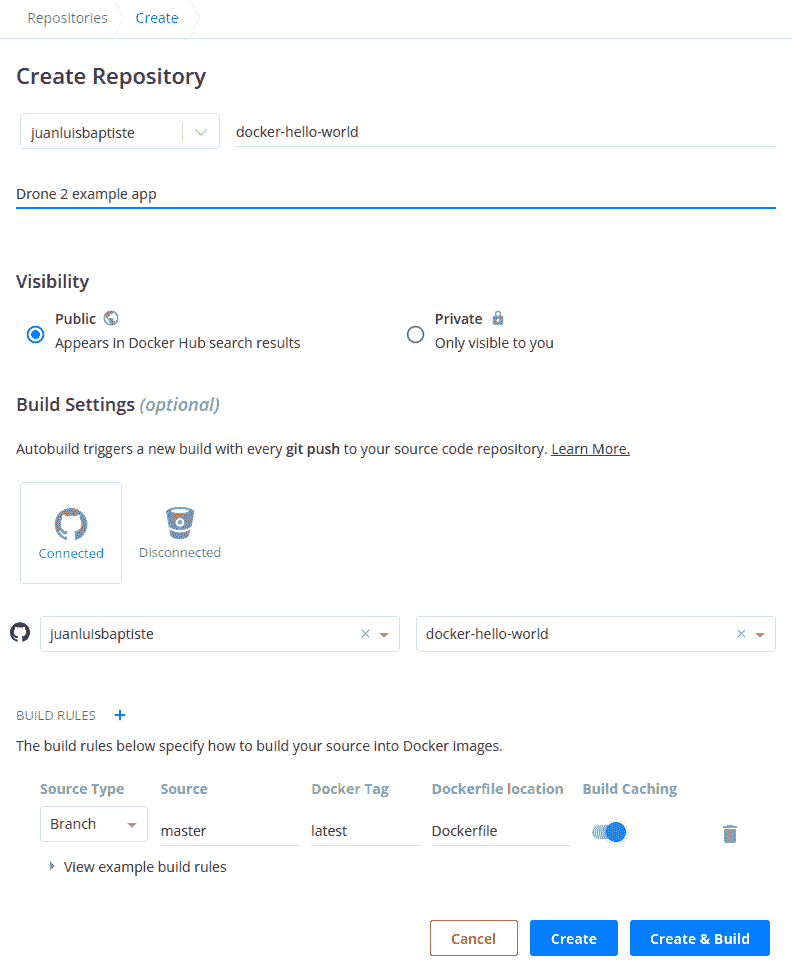 Repositories Create
Create Repository
juanluisbaptiste docker-hello-world
Drone 2 example app
Visibility
Public Private
Appears in Docker Hub search results Only visible to you
Build Settings (optional)
Autobuild triggers a new build with every git push to your source code repository. Learn More.
Connected Disconnected
juanluisbaptiste × docker-hello-world ×
BUILD RULES +
The build rules below specify how to build your source into Docker images.
Source Type Source Docker Tag Dockerfile location Build Caching
Branch master latest Dockerfile
View example build rules
Cancel Create Create & Build